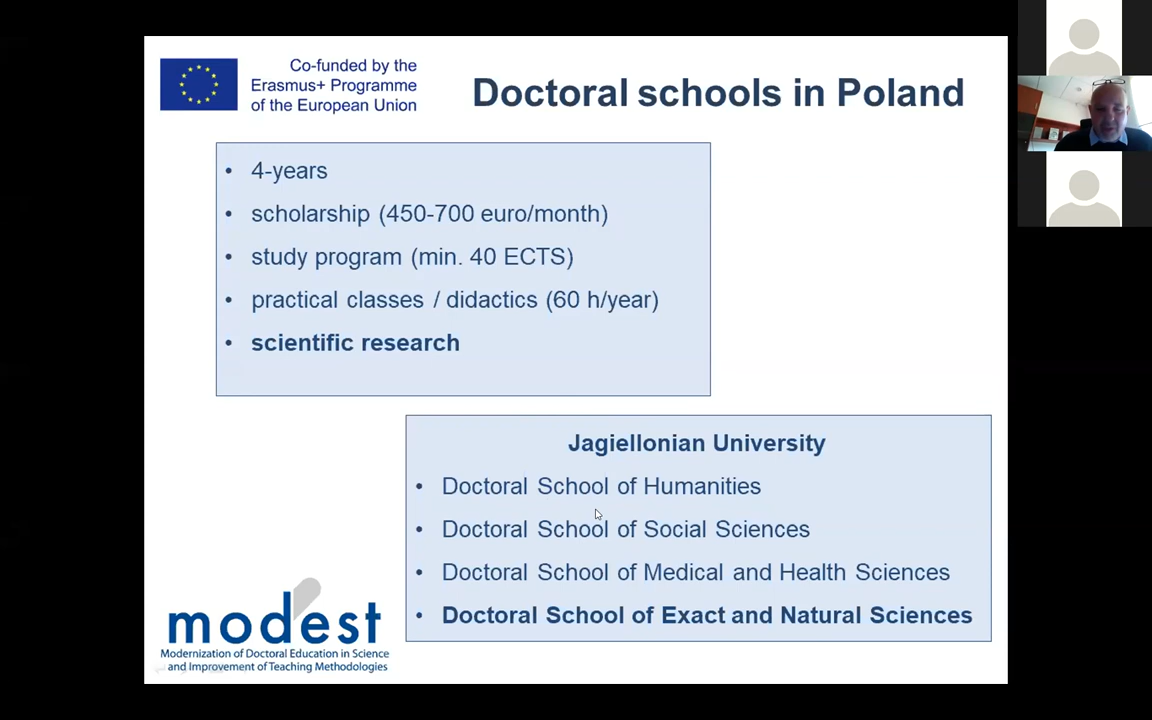 Co-funded by the
Erasmus+ Programme
of the European Union
Doctoral schools in Poland
• 4-years
• scholarship (450-700 euro/month)
• study program (min. 40 ECTS)
• practical classes / didactics (60 h/year)
• scientific research
Jagiellonian University
• Doctoral School of Humanities
• Doctoral School of Social Sciences
• Doctoral School of Medical and Health Sciences
• Doctoral School of Exact and Natural Sciences
modest
Modernization of Doctoral Education in Science
and Improvement of Teaching Methodologies